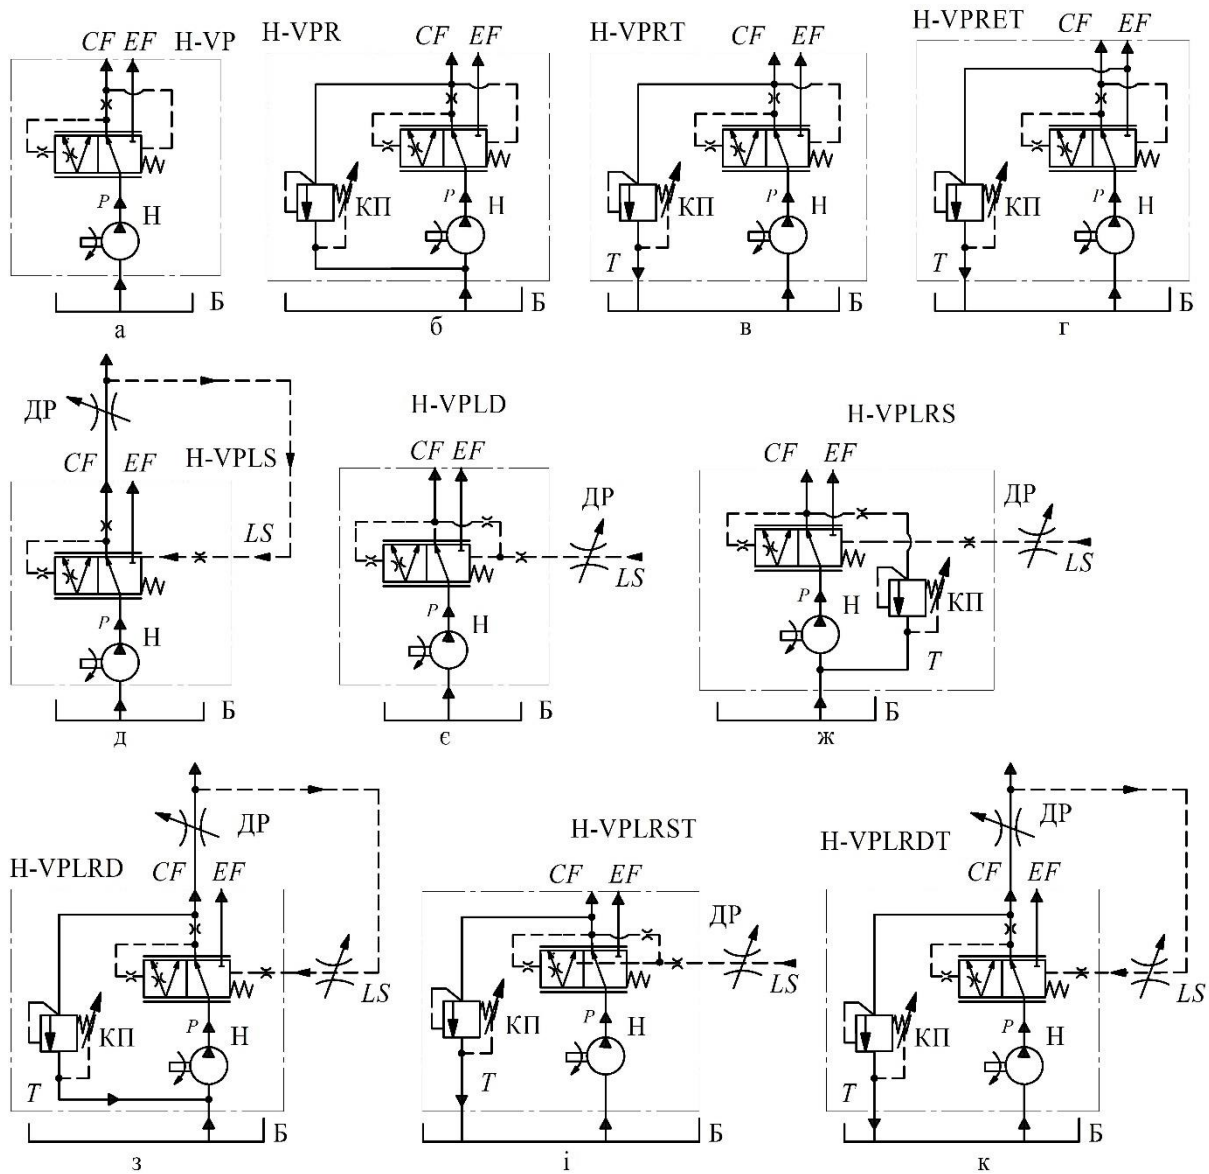 CF EF H-VP
P H
Б
а
H-VPR CF EF
КП P H
Б
б
H-VPRT CF EF
КП P H
T
Б
в
H-VPRET CF EF
КП P H
T
Б
г
ДР
CF EF H-VPLS
LS
P H
Б
д
H-VPLD
CF EF
ДР
LS
P H
Б
є
H-VPLRS
CF EF
ДР
LS
P H КП
T
Б
ж
ДР
H-VPLRD CF EF
LS
КП P H
T
Б
з
H-VPLRST
CF EF
ДР
LS
КП P H
T
Б
і
ДР
H-VPLRDT CF EF
LS
КП P H
T
Б
к